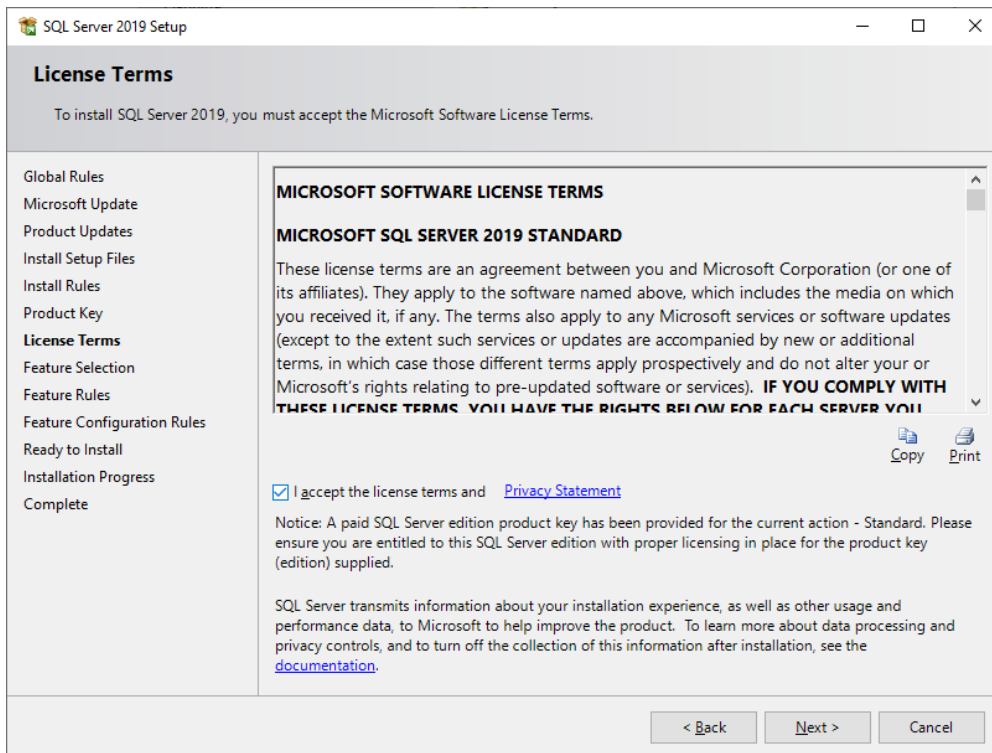 SQL Server 2019 Setup
License Terms
To install SQL Server 2019, you must accept the Microsoft Software License Terms.
Global Rules
Microsoft Update
Product Updates
Install Setup Files
Install Rules
Product Key
License Terms
Feature Selection
Feature Rules
Feature Configuration Rules
Ready to Install
Installation Progress
Complete
MICROSOFT SOFTWARE LICENSE TERMS
MICROSOFT SQL SERVER 2019 STANDARD
These license terms are an agreement between you and Microsoft Corporation (or one of
its affiliates). They apply to the software named above, which includes the media on which
you received it, if any. The terms also apply to any Microsoft services or software updates
(except to the extent such services or updates are accompanied by new or additional
terms, in which case those different terms apply prospectively and do not alter your or
Microsoft's rights relating to pre-updated software or services). IF YOU COMPLY WITH
THESE LICENSE TERMS, YOU HAVE THE RIGHTS BELOW FOR EACH SERVER YOU
Copy Print
I accept the license terms and Privacy Statement
Notice: A paid SQL Server edition product key has been provided for the current action - Standard. Please
ensure you are entitled to this SQL Server edition with proper licensing in place for the product key
(edition) supplied.
SQL Server transmits information about your installation experience, as well as other usage and
performance data, to Microsoft to help improve the product. To learn more about data processing and
privacy controls, and to turn off the collection of this information after installation, see the
documentation.
< Back Next > Cancel